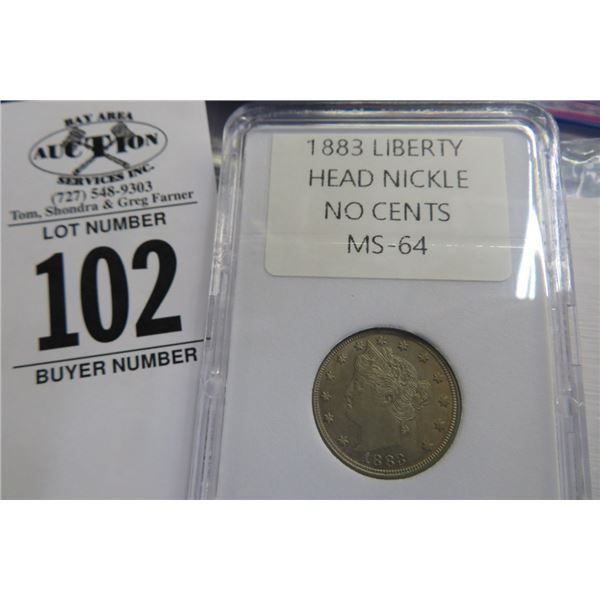 BAY AREA
AUCTION
SERVICES INC.
(727) 548-9303
Tom, Shondra & Greg Farner
LOT NUMBER
102
BUYER NUMBER
1883 LIBERTY
HEAD NICKLE
NO CENTS
MS-64
1883